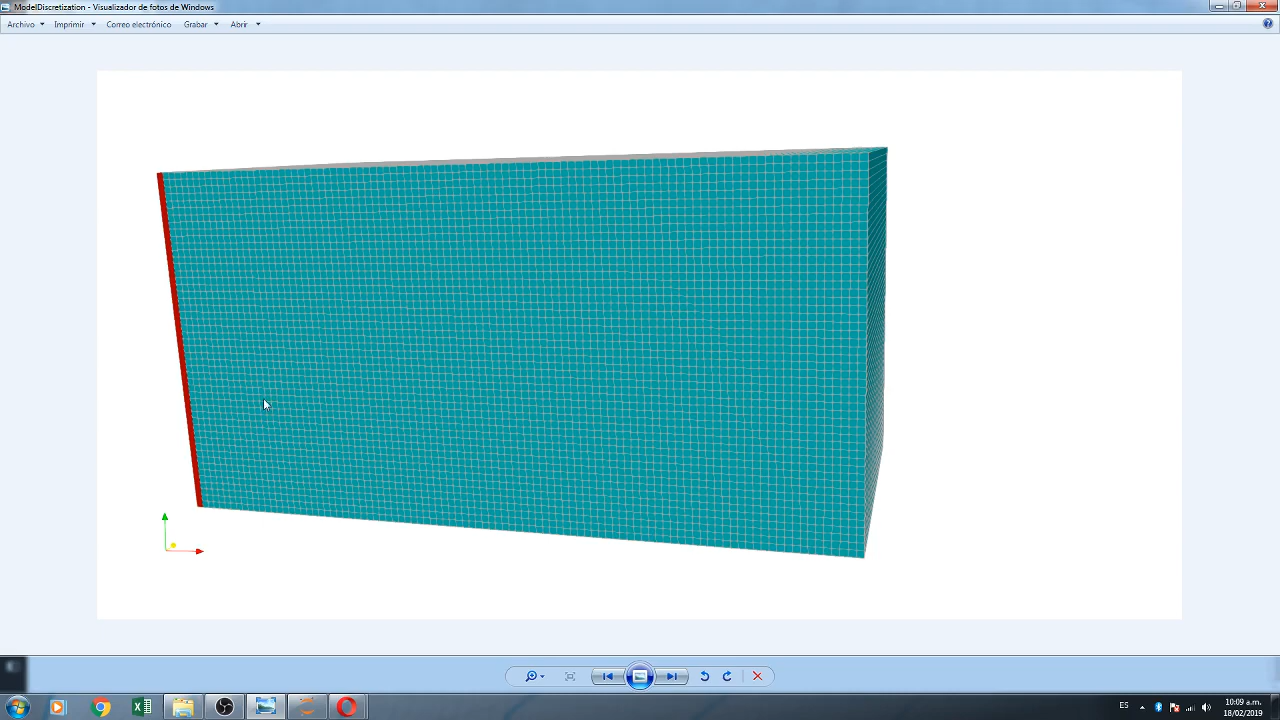 ModelDiscretization - Visualizador de fotos de Windows
Archivo Imprimir Correo electrónico Grabar Abrir
ES 10:09 a.m.
18/02/2019